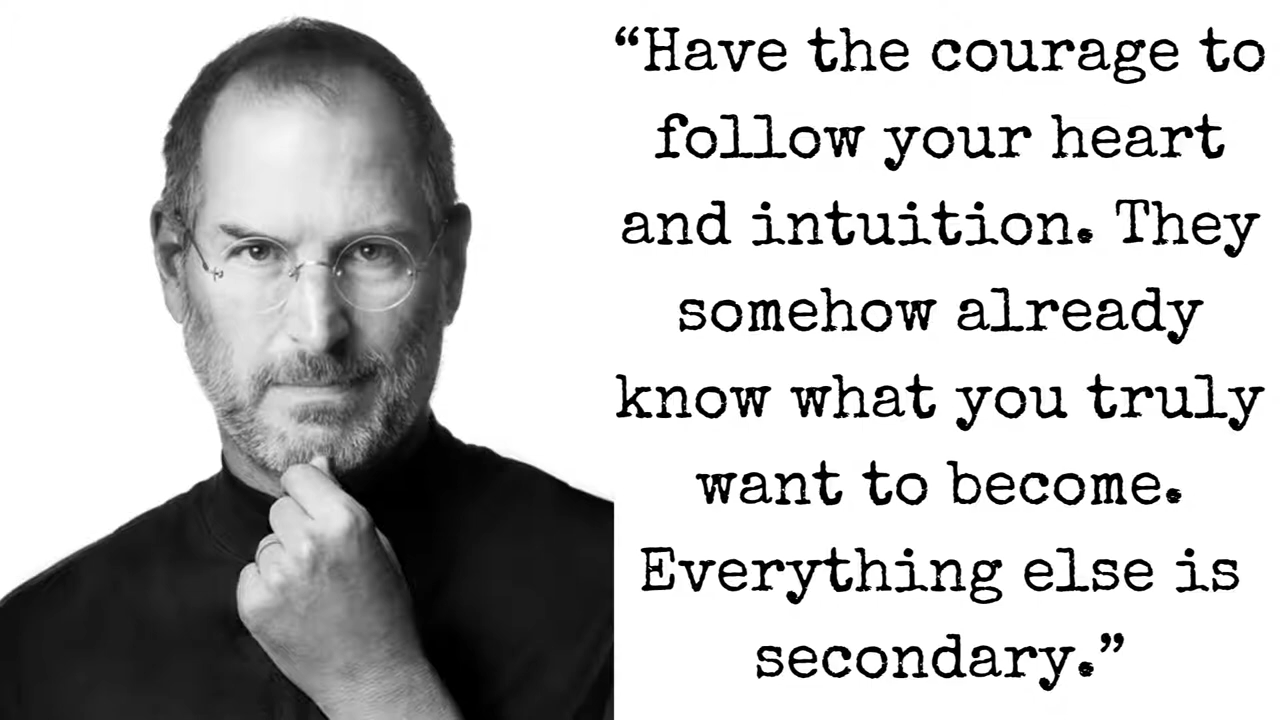 “Have the courage to
follow your heart
and intuition. They
somehow already
know what you truly
want to become.
Everything else is
secondary.”